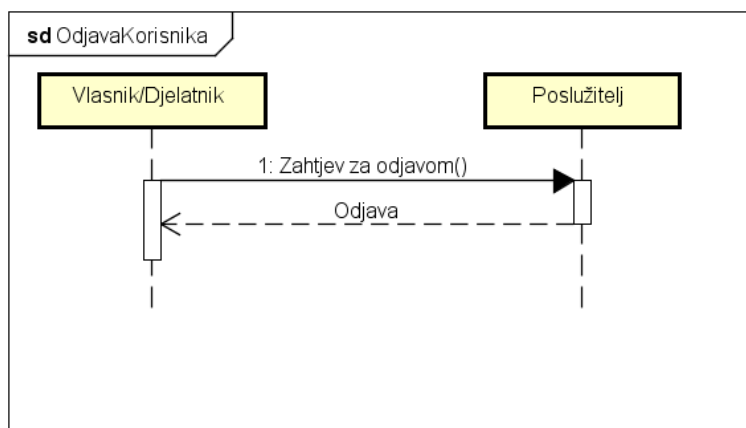 sd OdjavaKorisnika
Vlasnik/Djelatnik
Poslužitelj
1: Zahtjev za odjavom()
Odjava